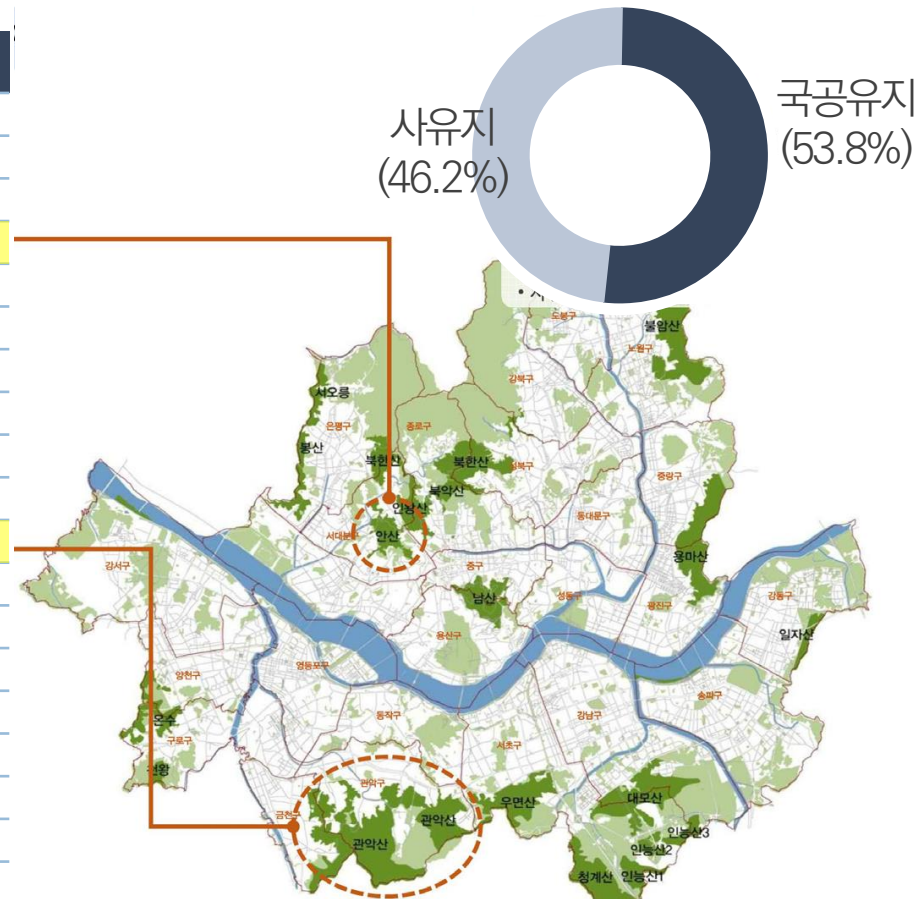 사유지
(46.2%)
국공유지
(53.8%)
도봉구
불암산
노원구
강북구
서오릉
은평구
종로구
봉산
북한산
북한산
성북구
중랑구
북악산
인왕산
동대문구
서대문구
안산
용마산
강서구
중구
남산
성동구
광진구
강동구
일자산
용산구
양천구
영등포구
송파구
온수
구로구
동작구
강남구
서초구
천왕
관악구
우면산
대모산
금천구
관악산
관악산
인능산3
인능산2
청계산
인능산1